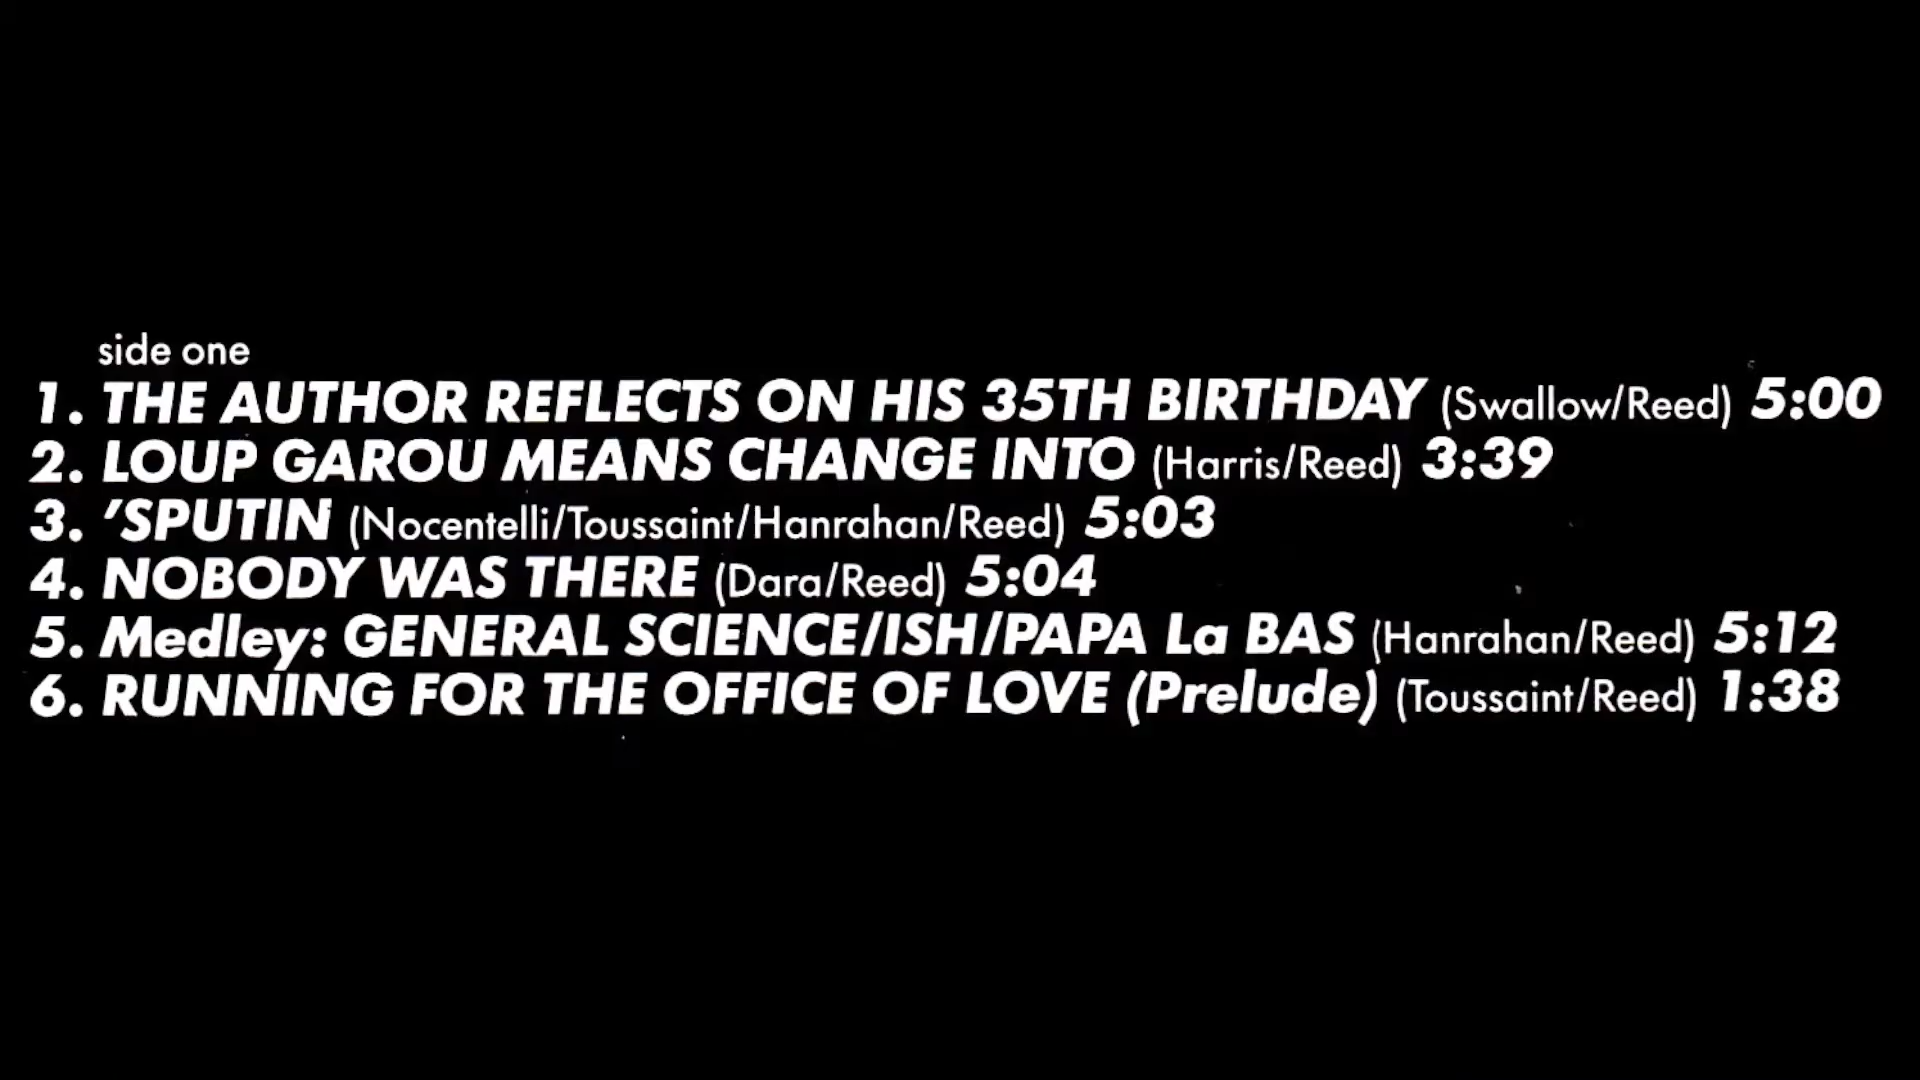 side one
1. THE AUTHOR REFLECTS ON HIS 35TH BIRTHDAY (Swallow/Reed) 5:00
2. LOUP GAROU MEANS CHANGE INTO (Harris/Reed) 3:39
3. ’SPUTIN (Nocentelli/Toussaint/Hanrahan/Reed) 5:03
4. NOBODY WAS THERE (Dara/Reed) 5:04
5. Medley: GENERAL SCIENCE/ISH/PAPA La BAS (Hanrahan/Reed) 5:12
6. RUNNING FOR THE OFFICE OF LOVE (Prelude) (Toussaint/Reed) 1:38